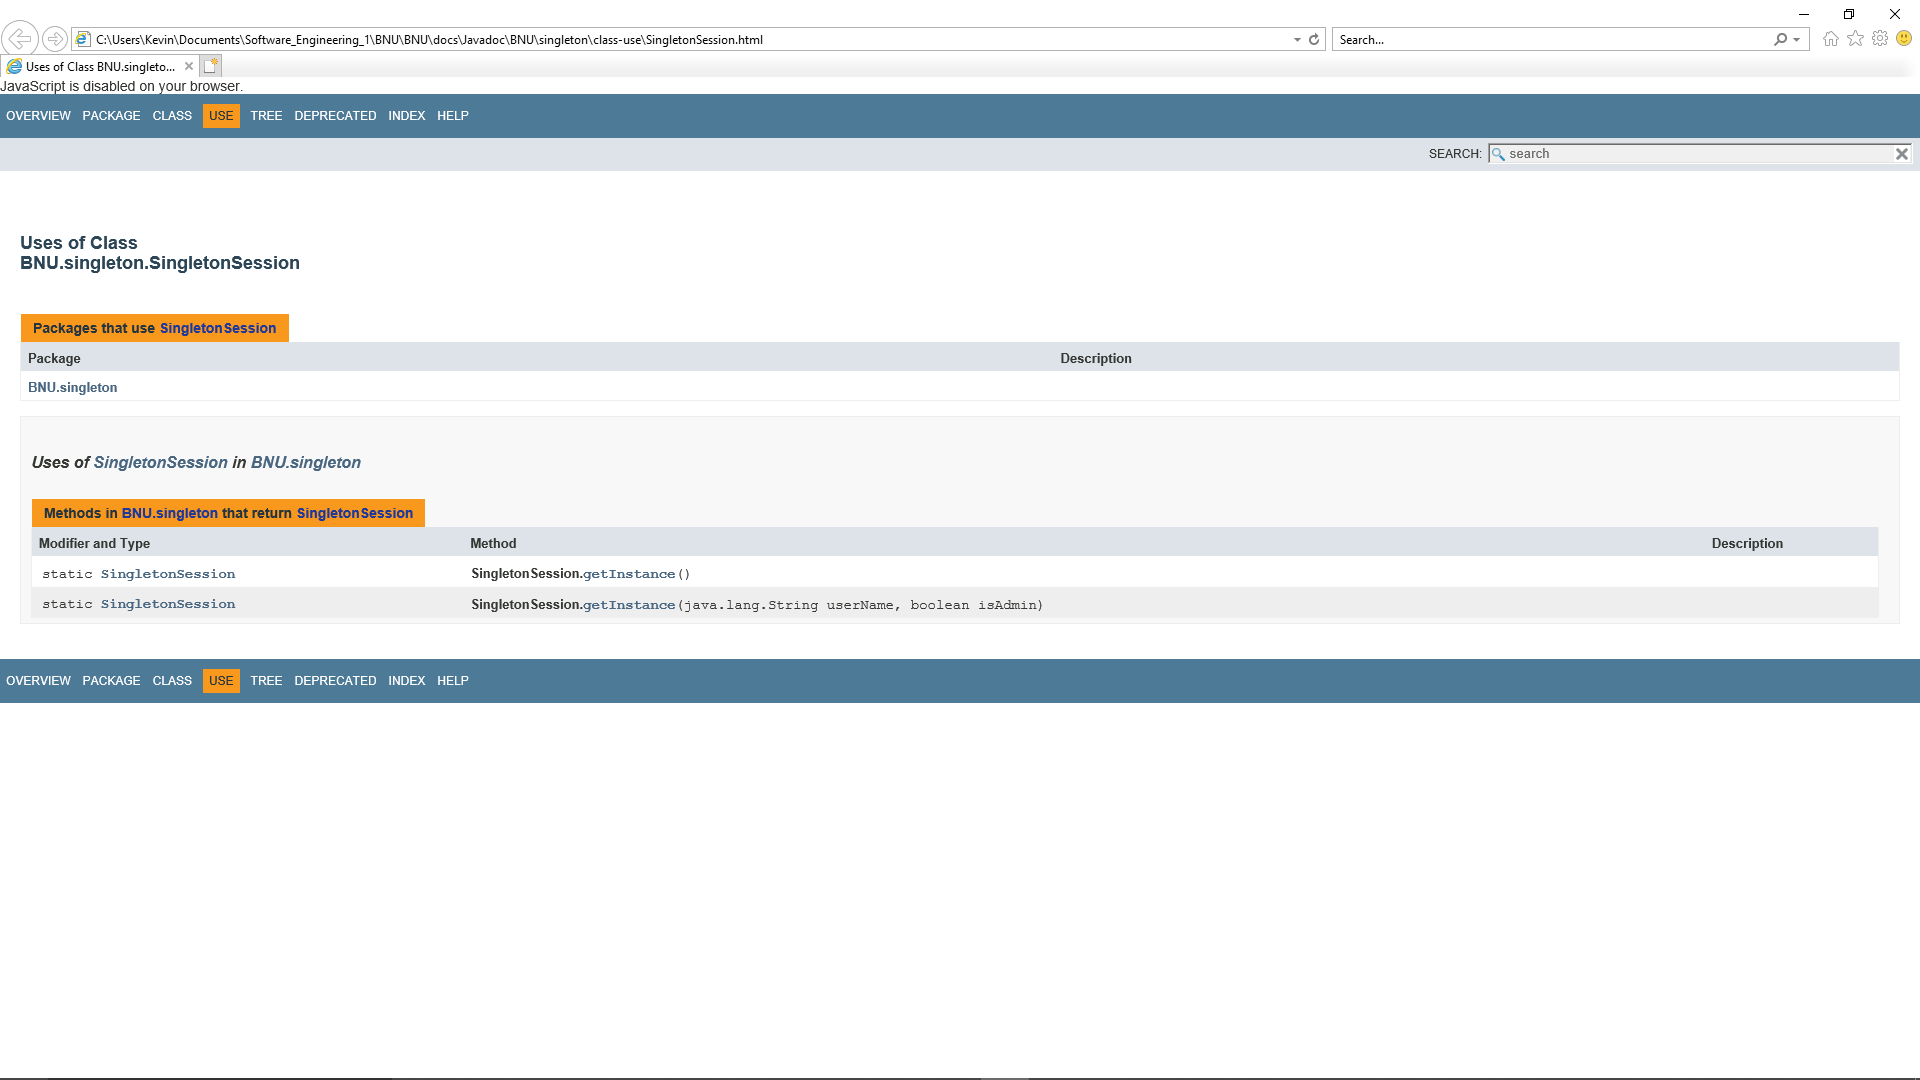 C:\Users\Kevin\Documents\Software_Engineering_1\BNU\BNU\docs\Javadoc\BNU\singleton\class-use\SingletonSession.html
Search...
Uses of Class BNU.singleto...
JavaScript is disabled on your browser.
OVERVIEW PACKAGE CLASS USE TREE DEPRECATED INDEX HELP
SEARCH: search
Uses of Class
BNU.singleton.SingletonSession
Packages that use SingletonSession
Package Description
BNU.singleton
Uses of SingletonSession in BNU.singleton
Methods in BNU.singleton that return SingletonSession
Modifier and Type Method Description
static SingletonSession SingletonSession.getInstance()
static SingletonSession SingletonSession.getInstance(java.lang.String userName, boolean isAdmin)
OVERVIEW PACKAGE CLASS USE TREE DEPRECATED INDEX HELP